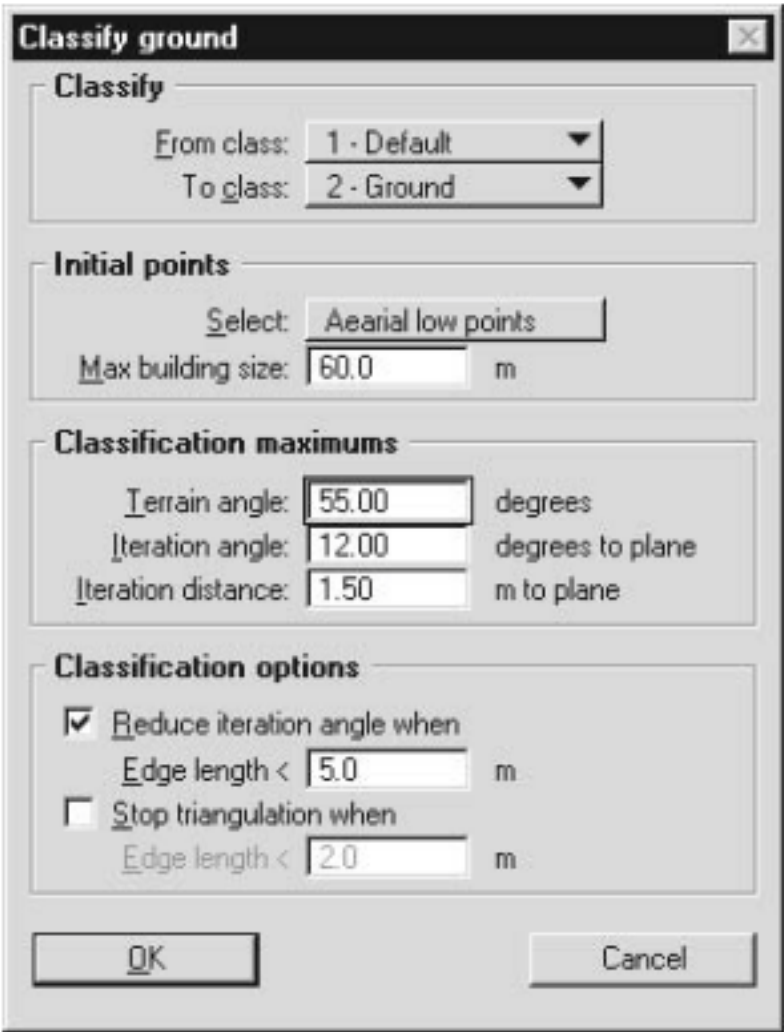 Classify ground
Classify
From class: 1 - Default
To class: 2 - Ground
Initial points
Select: Aearial low points
Max building size: 60.0 m
Classification maximums
Terrain angle: 55.00 degrees
Iteration angle: 12.00 degrees to plane
Iteration distance: 1.50 m to plane
Classification options
Reduce iteration angle when
Edge length < 5.0 m
Stop triangulation when
Edge length < 2.0 m
OK Cancel